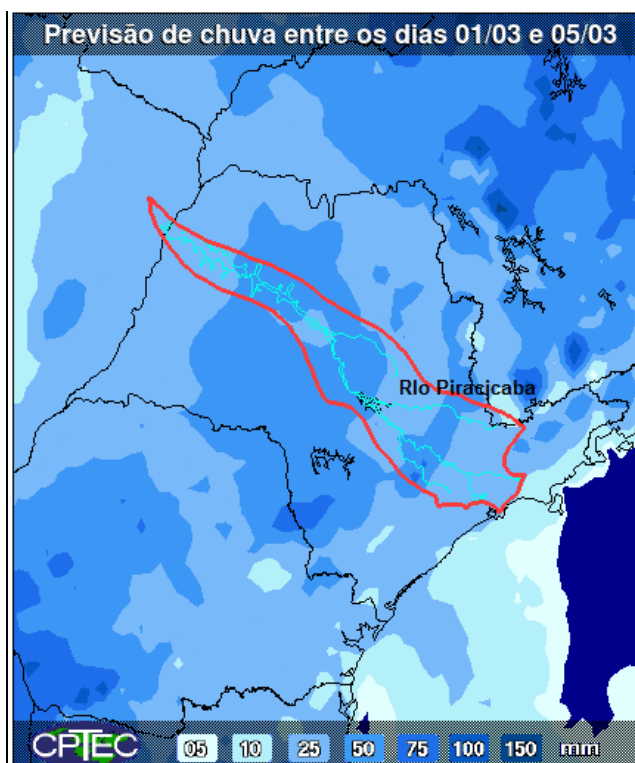 Previsão de chuva entre os dias 01/03 e 05/03
RIo Piracicaba
CPTEC 05 10 25 50 75 100 150 mm